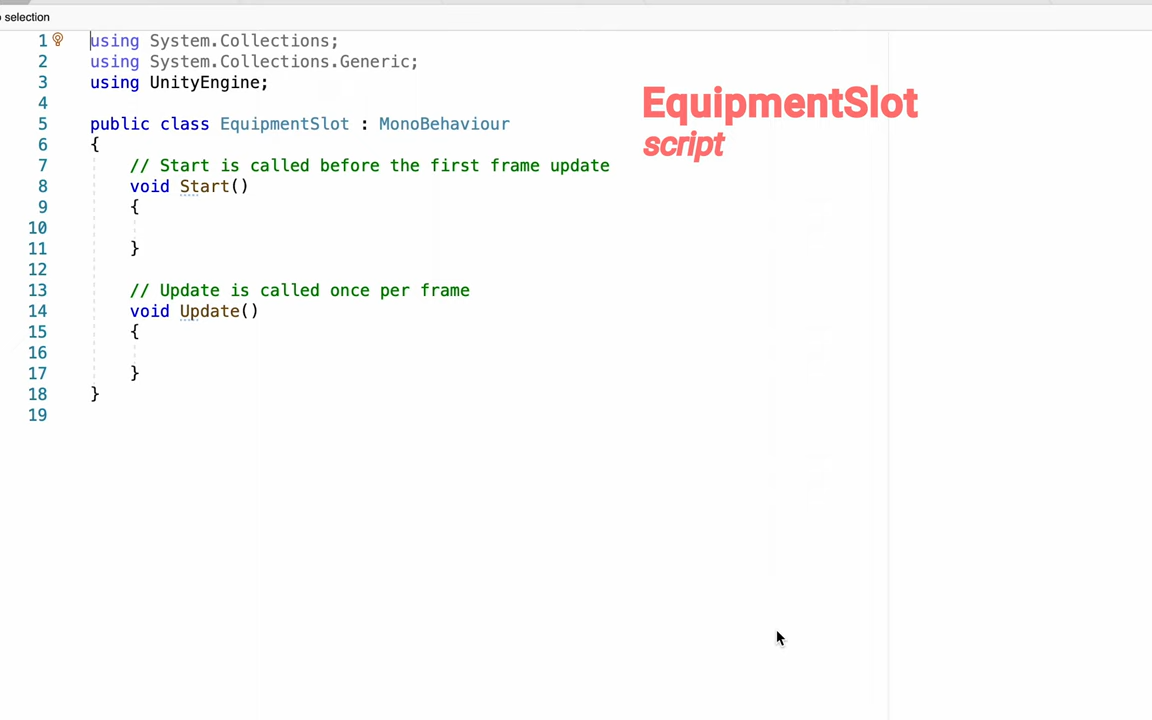 selection
1 using System.Collections;
2 using System.Collections.Generic;
3 using UnityEngine;
4
5 public class EquipmentSlot : MonoBehaviour
6 {
7 // Start is called before the first frame update
8 void Start()
9 {
10
11 }
12
13 // Update is called once per frame
14 void Update()
15 {
16
17 }
18 }
19
EquipmentSlot
script